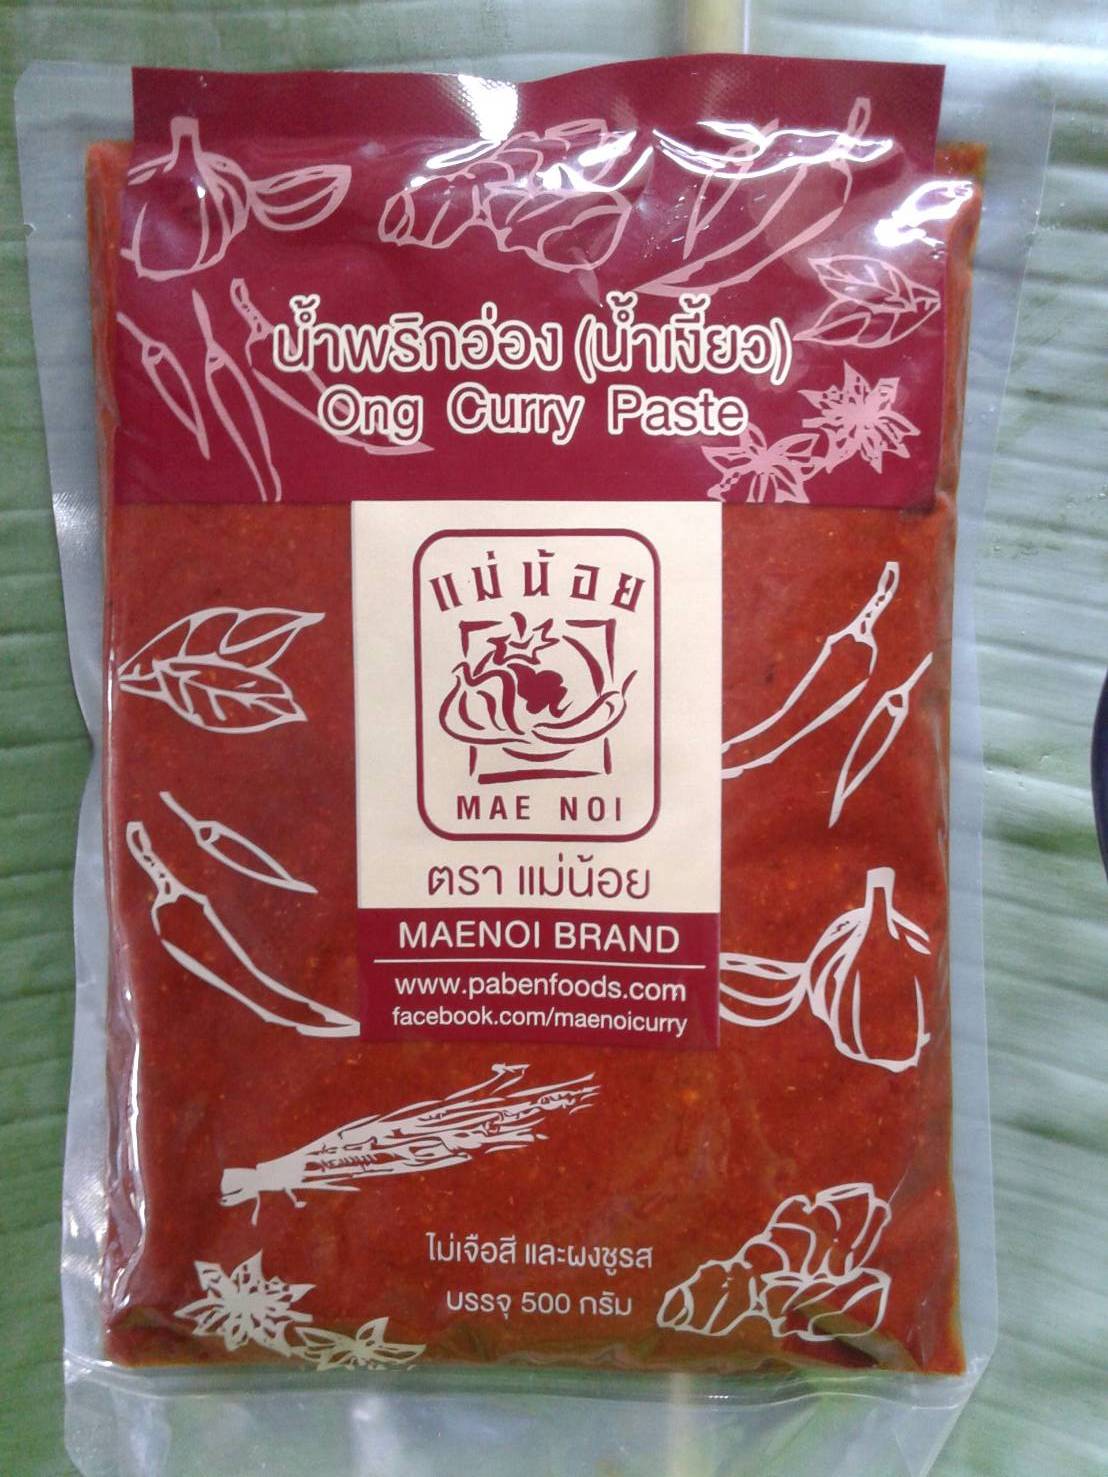 น้ำพริกอ่อง (น้ำเงี้ยว)
Ong Curry Paste
แม่น้อย
MAE NOI
ตรา แม่น้อย
MAENOI BRAND
www.pabenfoods.com
facebook.com/maenoicurry
ไม่เจือสี และผงชูรส
บรรจุ 500 กรัม